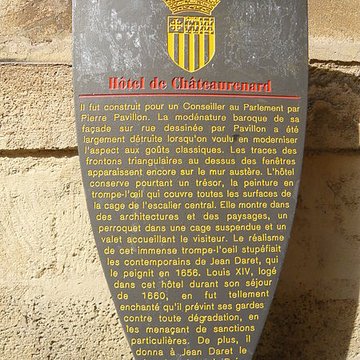 Hôtel de Châteaurenard
Il fut construit pour un Conseiller au Parlement par
Pierre Pavillon. La modénature baroque de sa
façade sur rue dessinée par Pavillon a été
largement détruite lorsqu'on voulu en moderniser
l'aspect aux goûts classiques. Les traces des
frontons triangulaires au dessus des fenêtres
apparaissent encore sur le mur austère. L'hôtel
conserve pourtant un trésor, la peinture en
trompe-l'œil qui couvre toutes les surfaces de
la cage de l'escalier central. Elle montre dans
des architectures et des paysages, un
perroquet dans une cage suspendue et un
valet accueillant le visiteur. Le réalisme
de cet immense trompe-l'oeil stupéfiait
les contemporains de Jean Daret, qui
le peignit en 1656. Louis XIV, logé
dans cet hôtel durant son séjour
de 1660, en fut tellement
enchanté qu'il prévint ses gardes
contre toute dégradation, en
les menaçant de sanctions
particulières. De plus, il
donna à Jean Daret le